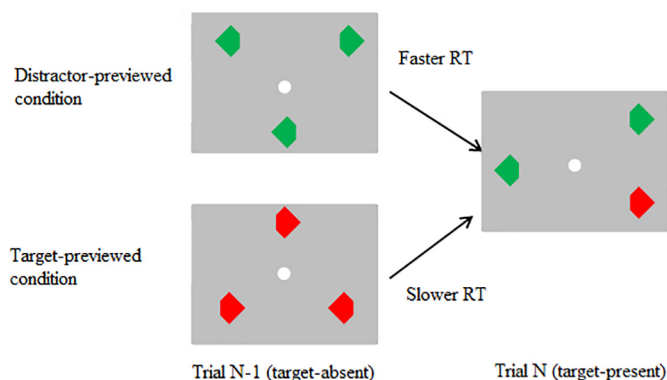 Distractor-previewed
condition
Faster RT
Target-previewed
condition
Slower RT
Trial N-1 (target-absent)
Trial N (target-present)